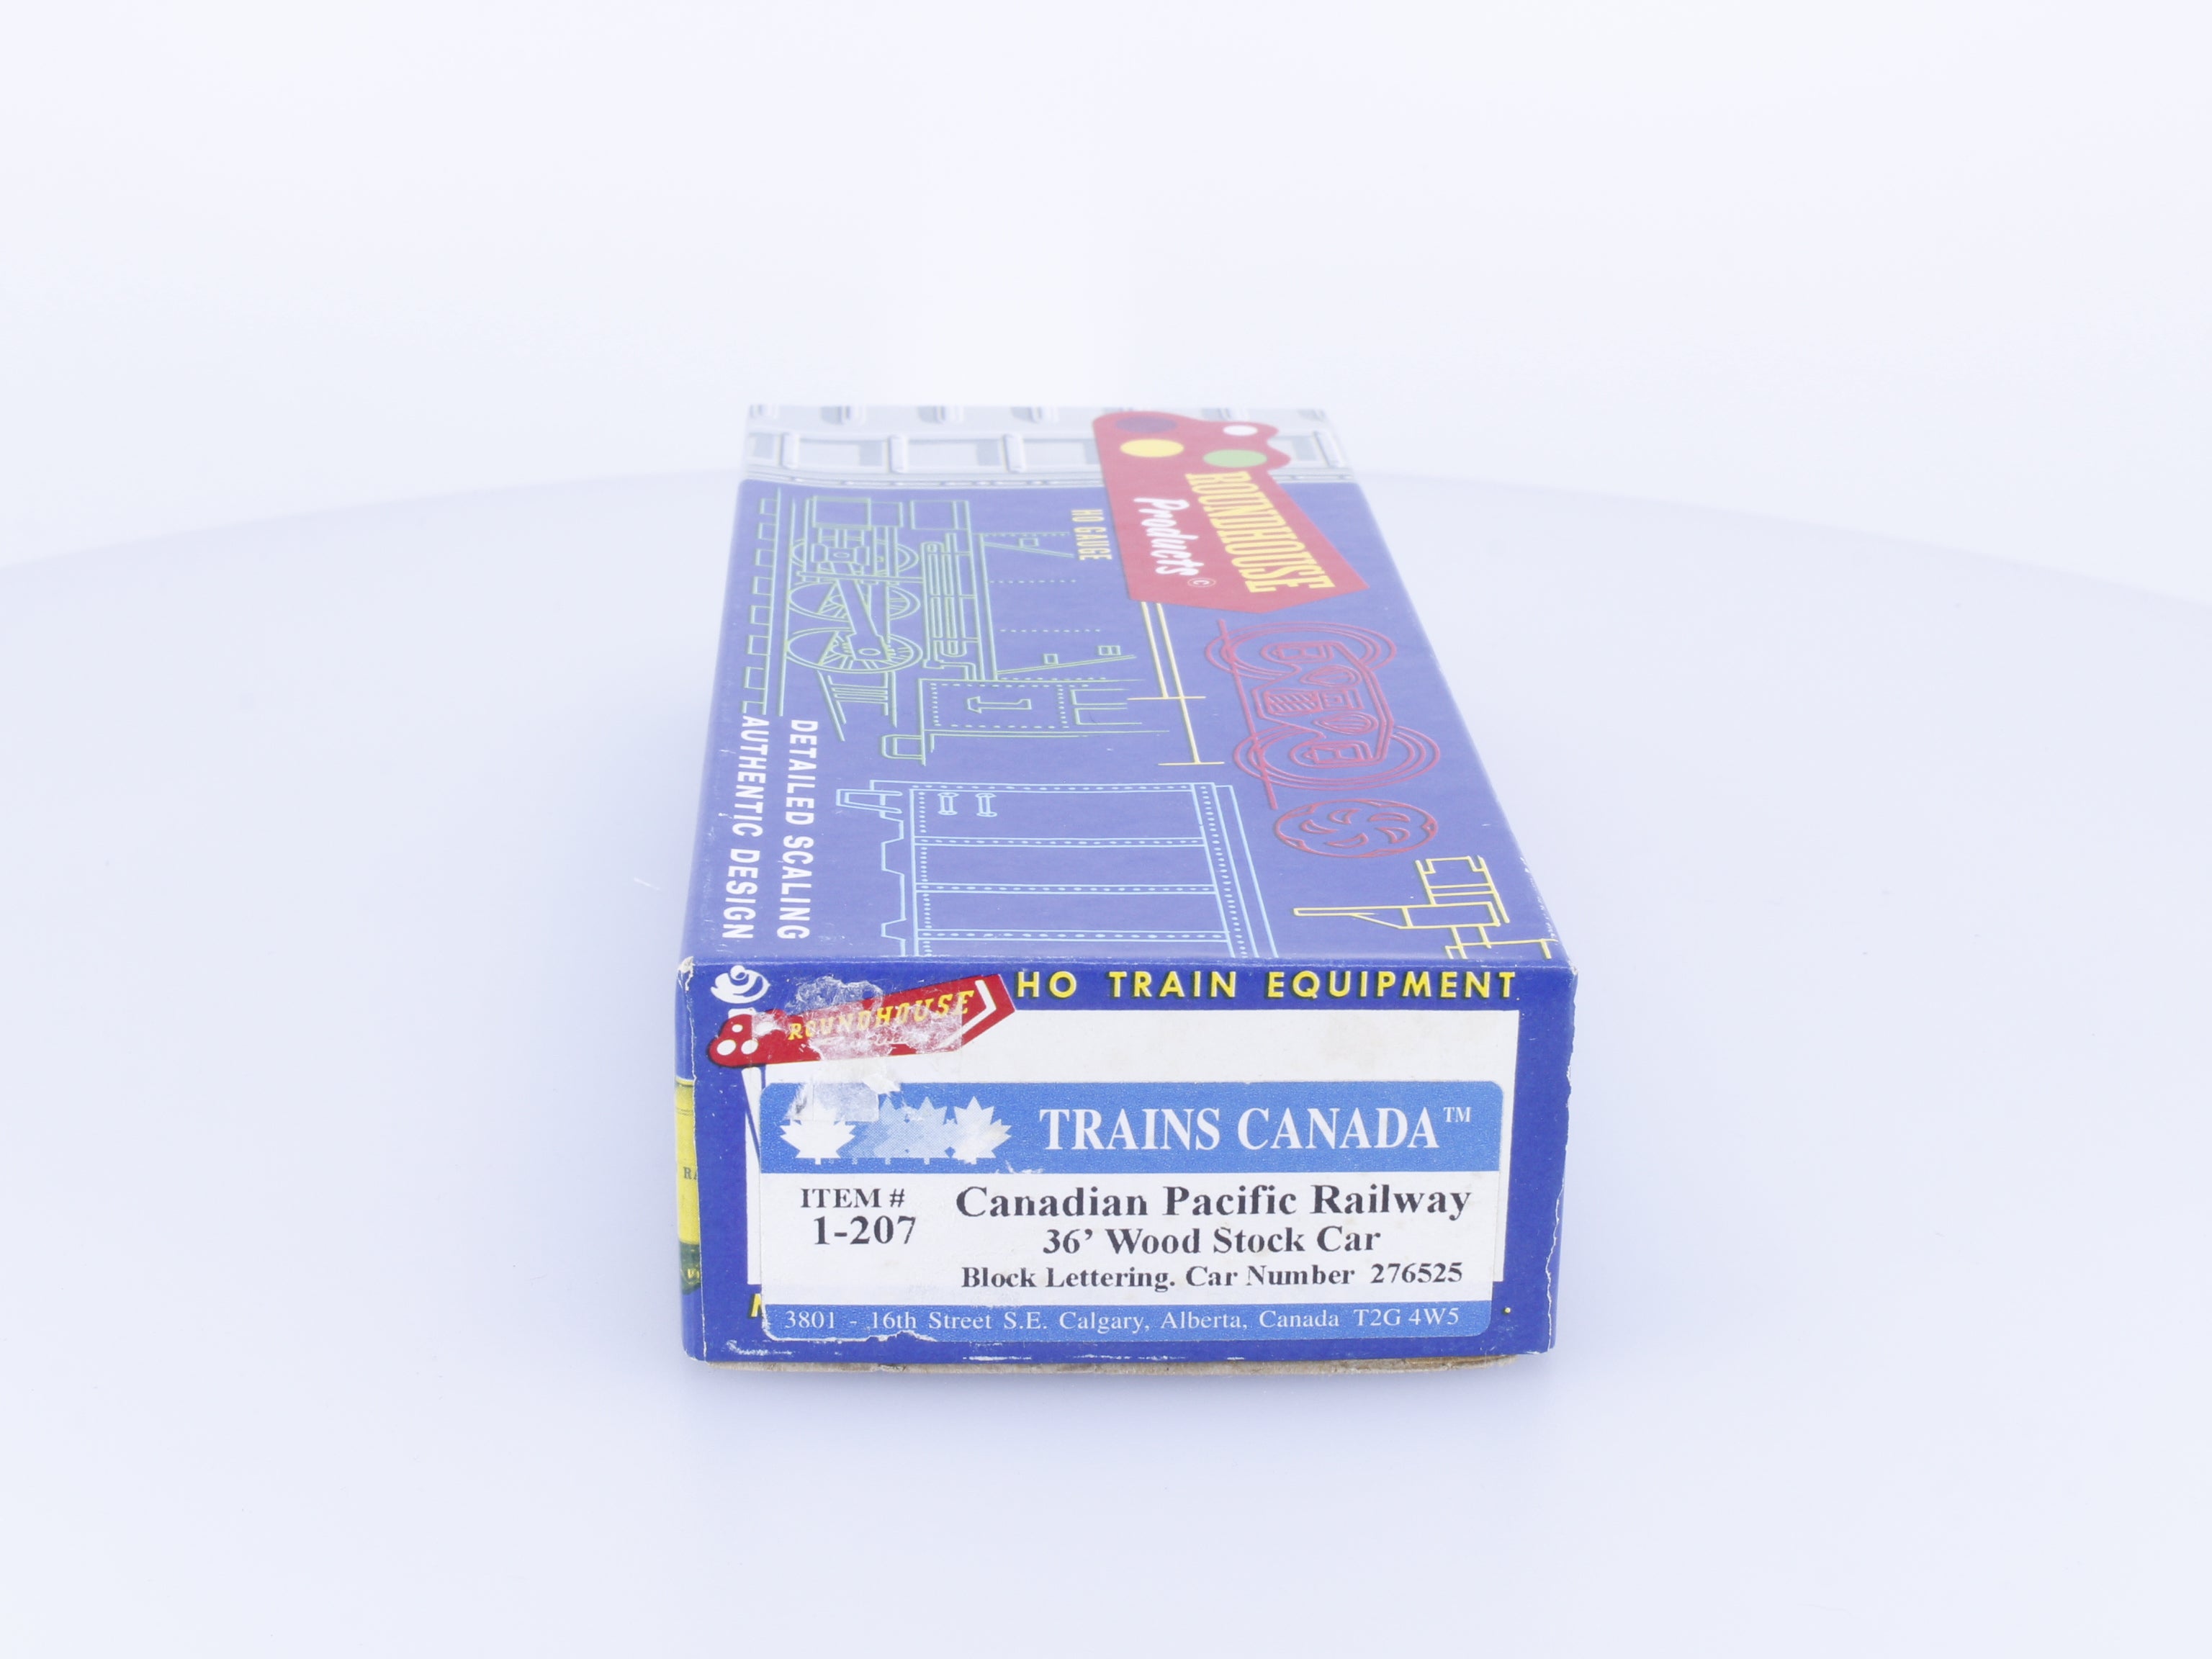 ROUNDHOUSE
Products ©
HO GAUGE
DETAILED SCALING
AUTHENTIC DESIGN
HO TRAIN EQUIPMENT
ROUNDHOUSE
TRAINS CANADA™
ITEM #
1-207
Canadian Pacific Railway
36’ Wood Stock Car
Block Lettering. Car Number 276525
3801 - 16th Street S.E. Calgary, Alberta, Canada T2G 4W5